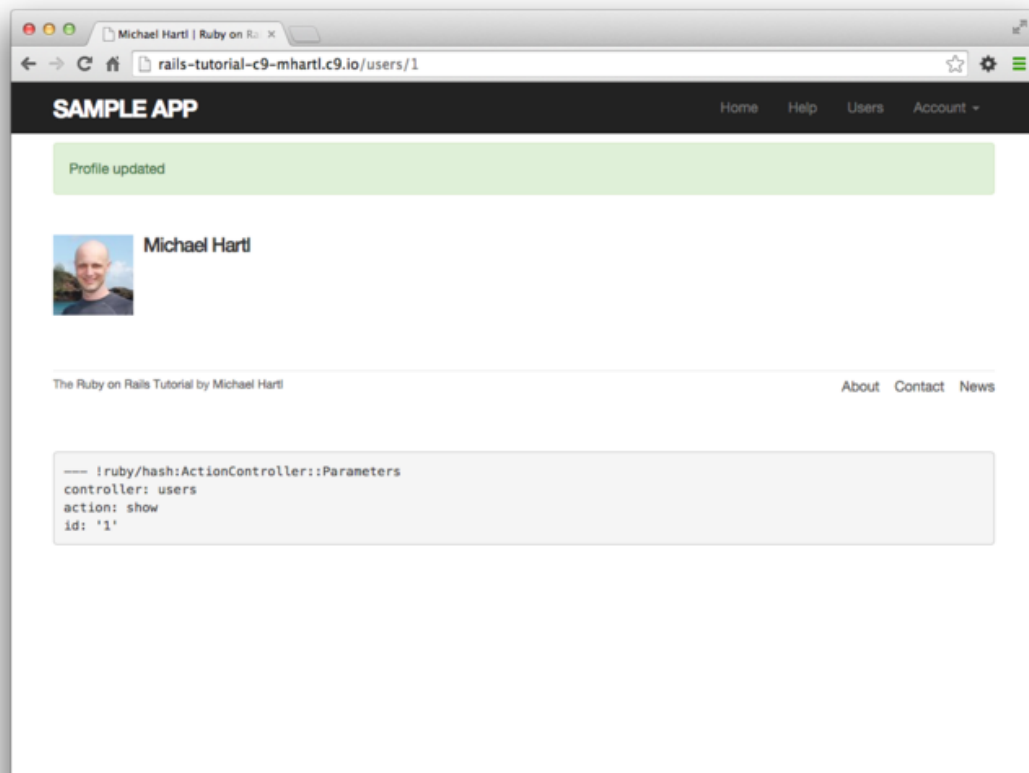 Michael Hartl | Ruby on Ra
rails-tutorial-c9-mhartl.c9.io/users/1
SAMPLE APP Home Help Users Account
Profile updated
Michael Hartl
The Ruby on Rails Tutorial by Michael Hartl About Contact News
--- !ruby/hash:ActionController::Parameters
controller: users
action: show
id: '1'